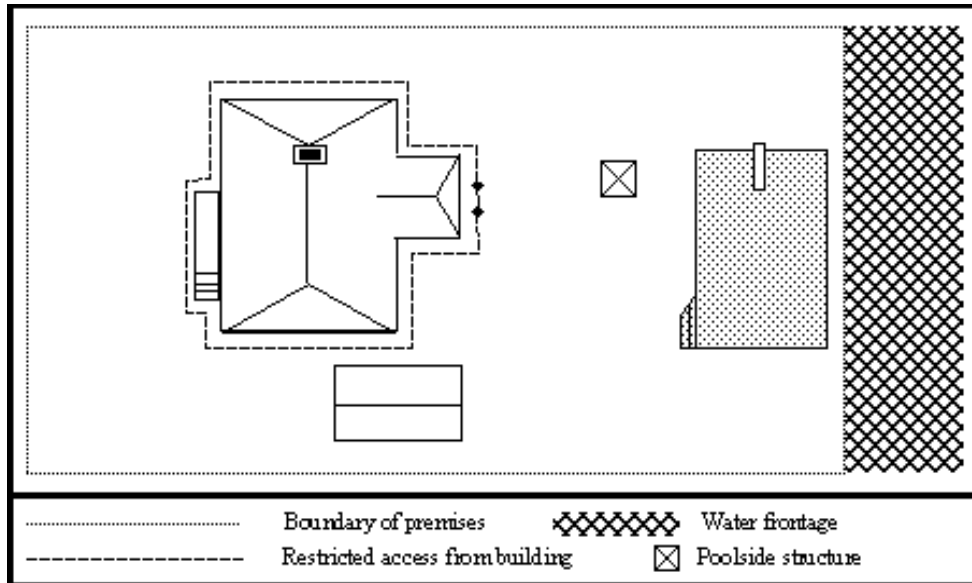 Boundary of premises
Water frontage
Restricted access from building
Poolside structure